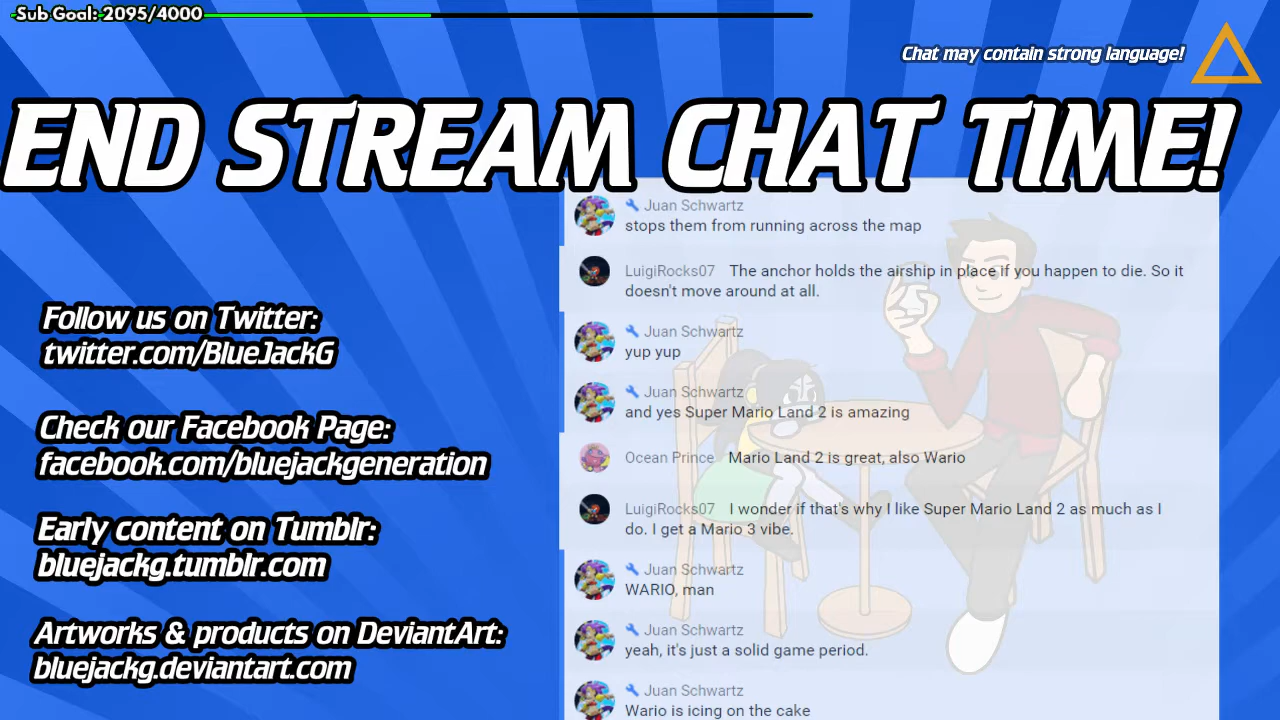 Sub Goal: 2095/4000
Chat may contain strong language!
END STREAM CHAT TIME!
Follow us on Twitter:
twitter.com/BlueJackG
Check our Facebook Page:
facebook.com/bluejackgeneration
Early content on Tumblr:
bluejackg.tumblr.com
Artworks & products on DeviantArt:
bluejackg.deviantart.com
Juan Schwartz
stops them from running across the map
LuigiRocks07 The anchor holds the airship in place if you happen to die. So it
doesn't move around at all.
Juan Schwartz
yup yup
Juan Schwartz
and yes Super Mario Land 2 is amazing
Ocean Prince Mario Land 2 is great, also Wario
LuigiRocks07 I wonder if that's why I like Super Mario Land 2 as much as I
do. I get a Mario 3 vibe.
Juan Schwartz
WARIO, man
Juan Schwartz
yeah, it's just a solid game period.
Juan Schwartz
Wario is icing on the cake